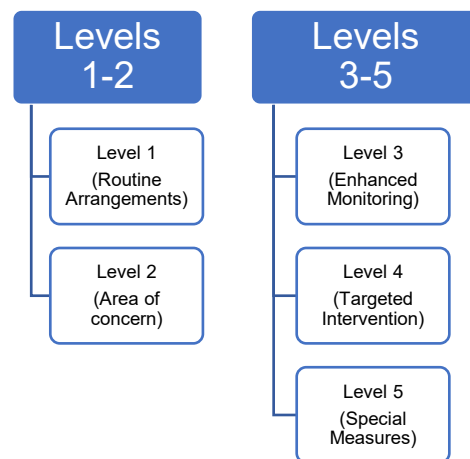 Levels
1-2
Level 1
(Routine
Arrangements)
Level 2
(Area of
concern)
Levels
3-5
Level 3
(Enhanced
Monitoring)
Level 4
(Targeted
Intervention)
Level 5
(Special
Measures)